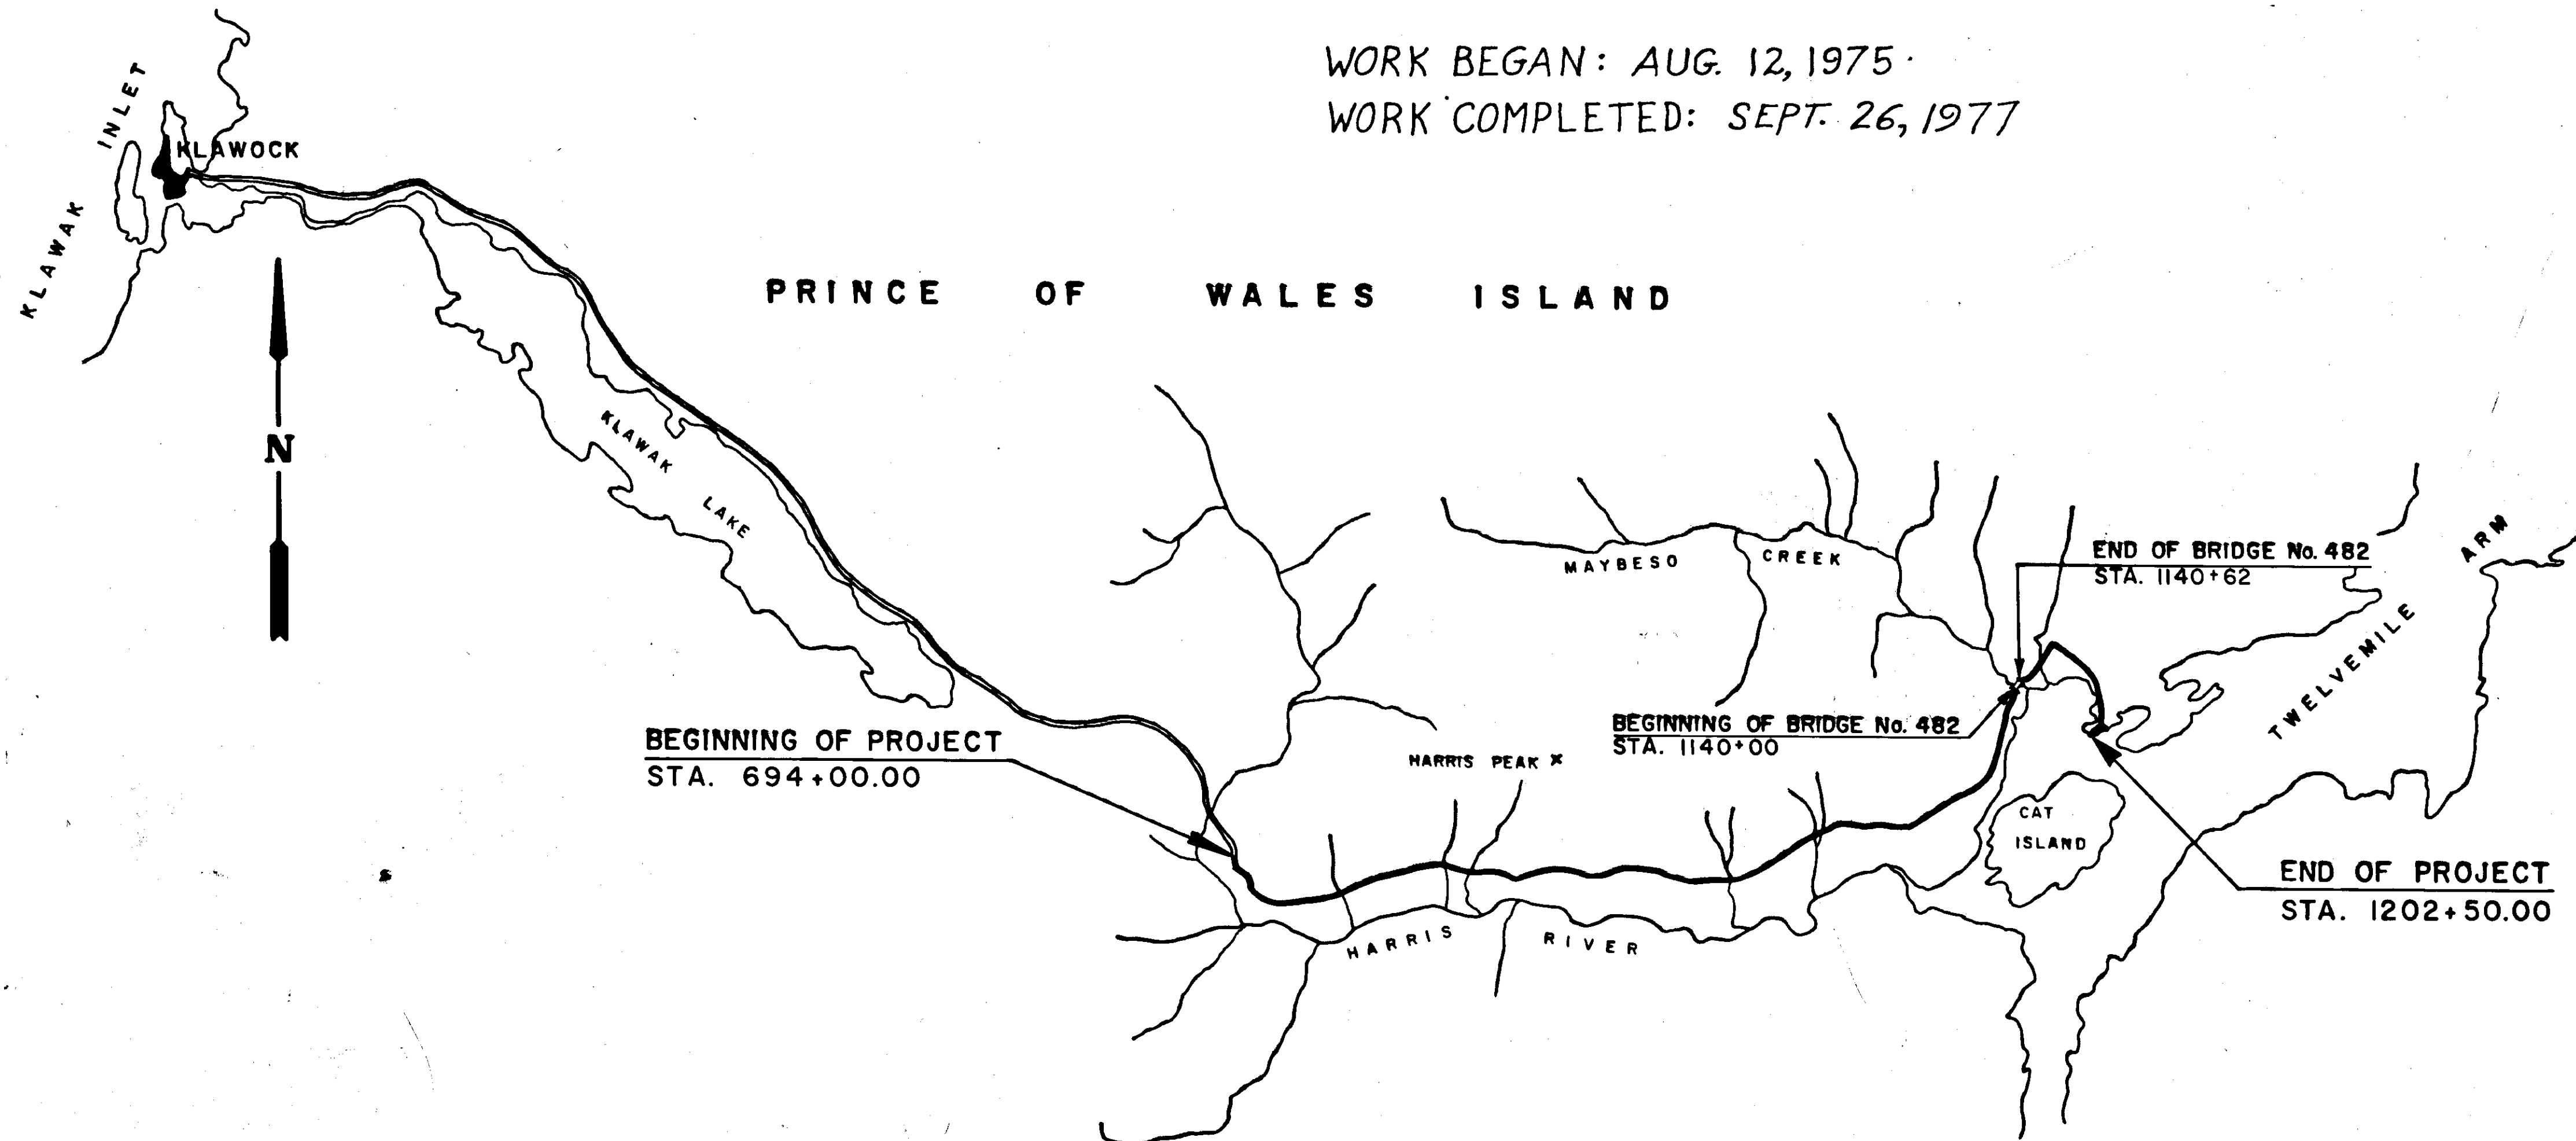 WORK BEGAN: AUG. 12, 1975
WORK COMPLETED: SEPT. 26, 1977
KLAWAK INLET
KLAWOCK
PRINCE OF WALES ISLAND
N
KLAWAK LAKE
MAYBESO CREEK
END OF BRIDGE No. 482
STA. 1140+62
TWELVEMILE ARM
BEGINNING OF BRIDGE No. 482
STA. 1140+00
BEGINNING OF PROJECT
STA. 694+00.00
HARRIS PEAK x
CAT
ISLAND
END OF PROJECT
STA. 1202+50.00
HARRIS RIVER